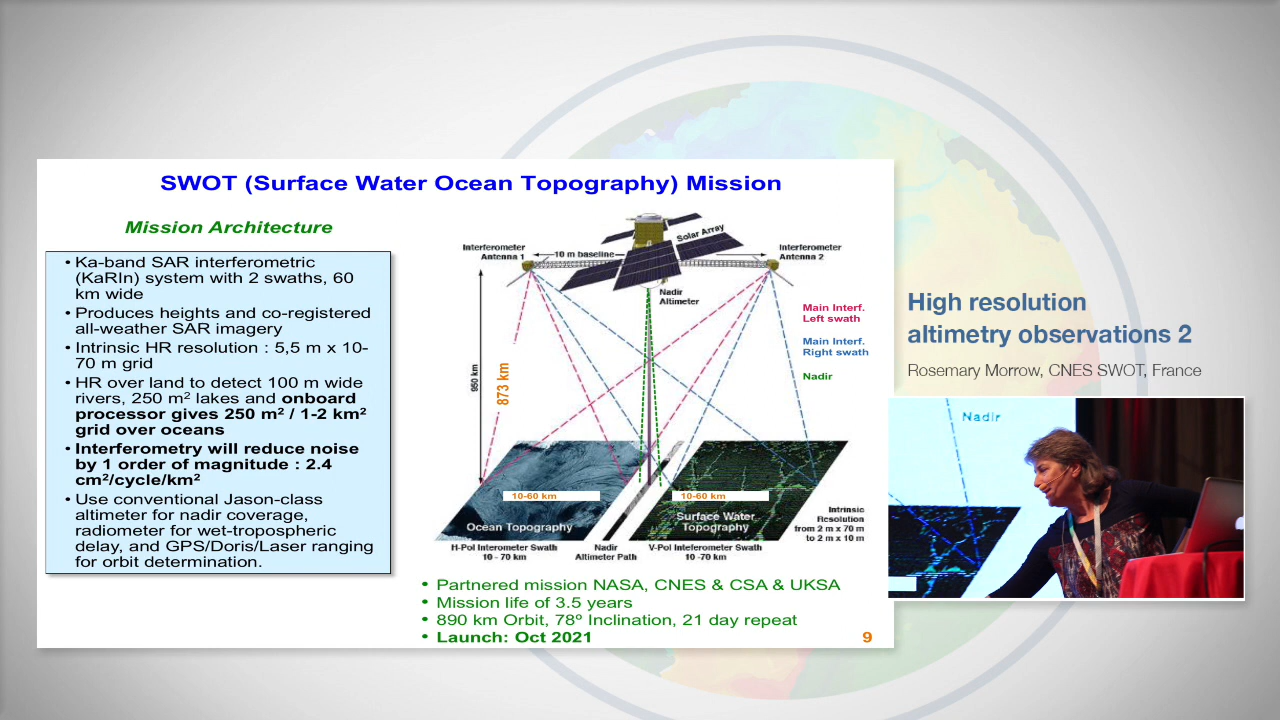 SWOT (Surface Water Ocean Topography) Mission
Mission Architecture
• Ka-band SAR interferometric
(KaRIn) system with 2 swaths, 60
km wide
• Produces heights and co-registered
all-weather SAR imagery
• Intrinsic HR resolution : 5,5 m x 10-
70 m grid
• HR over land to detect 100 m wide
rivers, 250 m² lakes and onboard
processor gives 250 m² / 1-2 km²
grid over oceans
• Interferometry will reduce noise
by 1 order of magnitude : 2.4
cm²/cycle/km²
• Use conventional Jason-class
altimeter for nadir coverage,
radiometer for wet-tropospheric
delay, and GPS/Doris/Laser ranging
for orbit determination.
Solar Array
Interferometer
Antenna 1
10 m baseline
Interferometer
Antenna 2
Nadir
Altimeter
Main Interf.
Left swath
Main Interf.
Right swath
Nadir
950 km
873 km
10-60 km
10-60 km
Ocean Topography
Surface Water
Topography
Intrinsic
Resolution
from 2 m x 70 m
to 2 m x 10 m
H-Pol Interometer Swath
10 - 70 km
Nadir
Altimeter Path
V-Pol Inteferometer Swath
10 -70 km
• Partnered mission NASA, CNES & CSA & UKSA
• Mission life of 3.5 years
• 890 km Orbit, 78º Inclination, 21 day repeat
• Launch: Oct 2021
9
High resolution
altimetry observations 2
Rosemary Morrow, CNES SWOT, France
Nadir